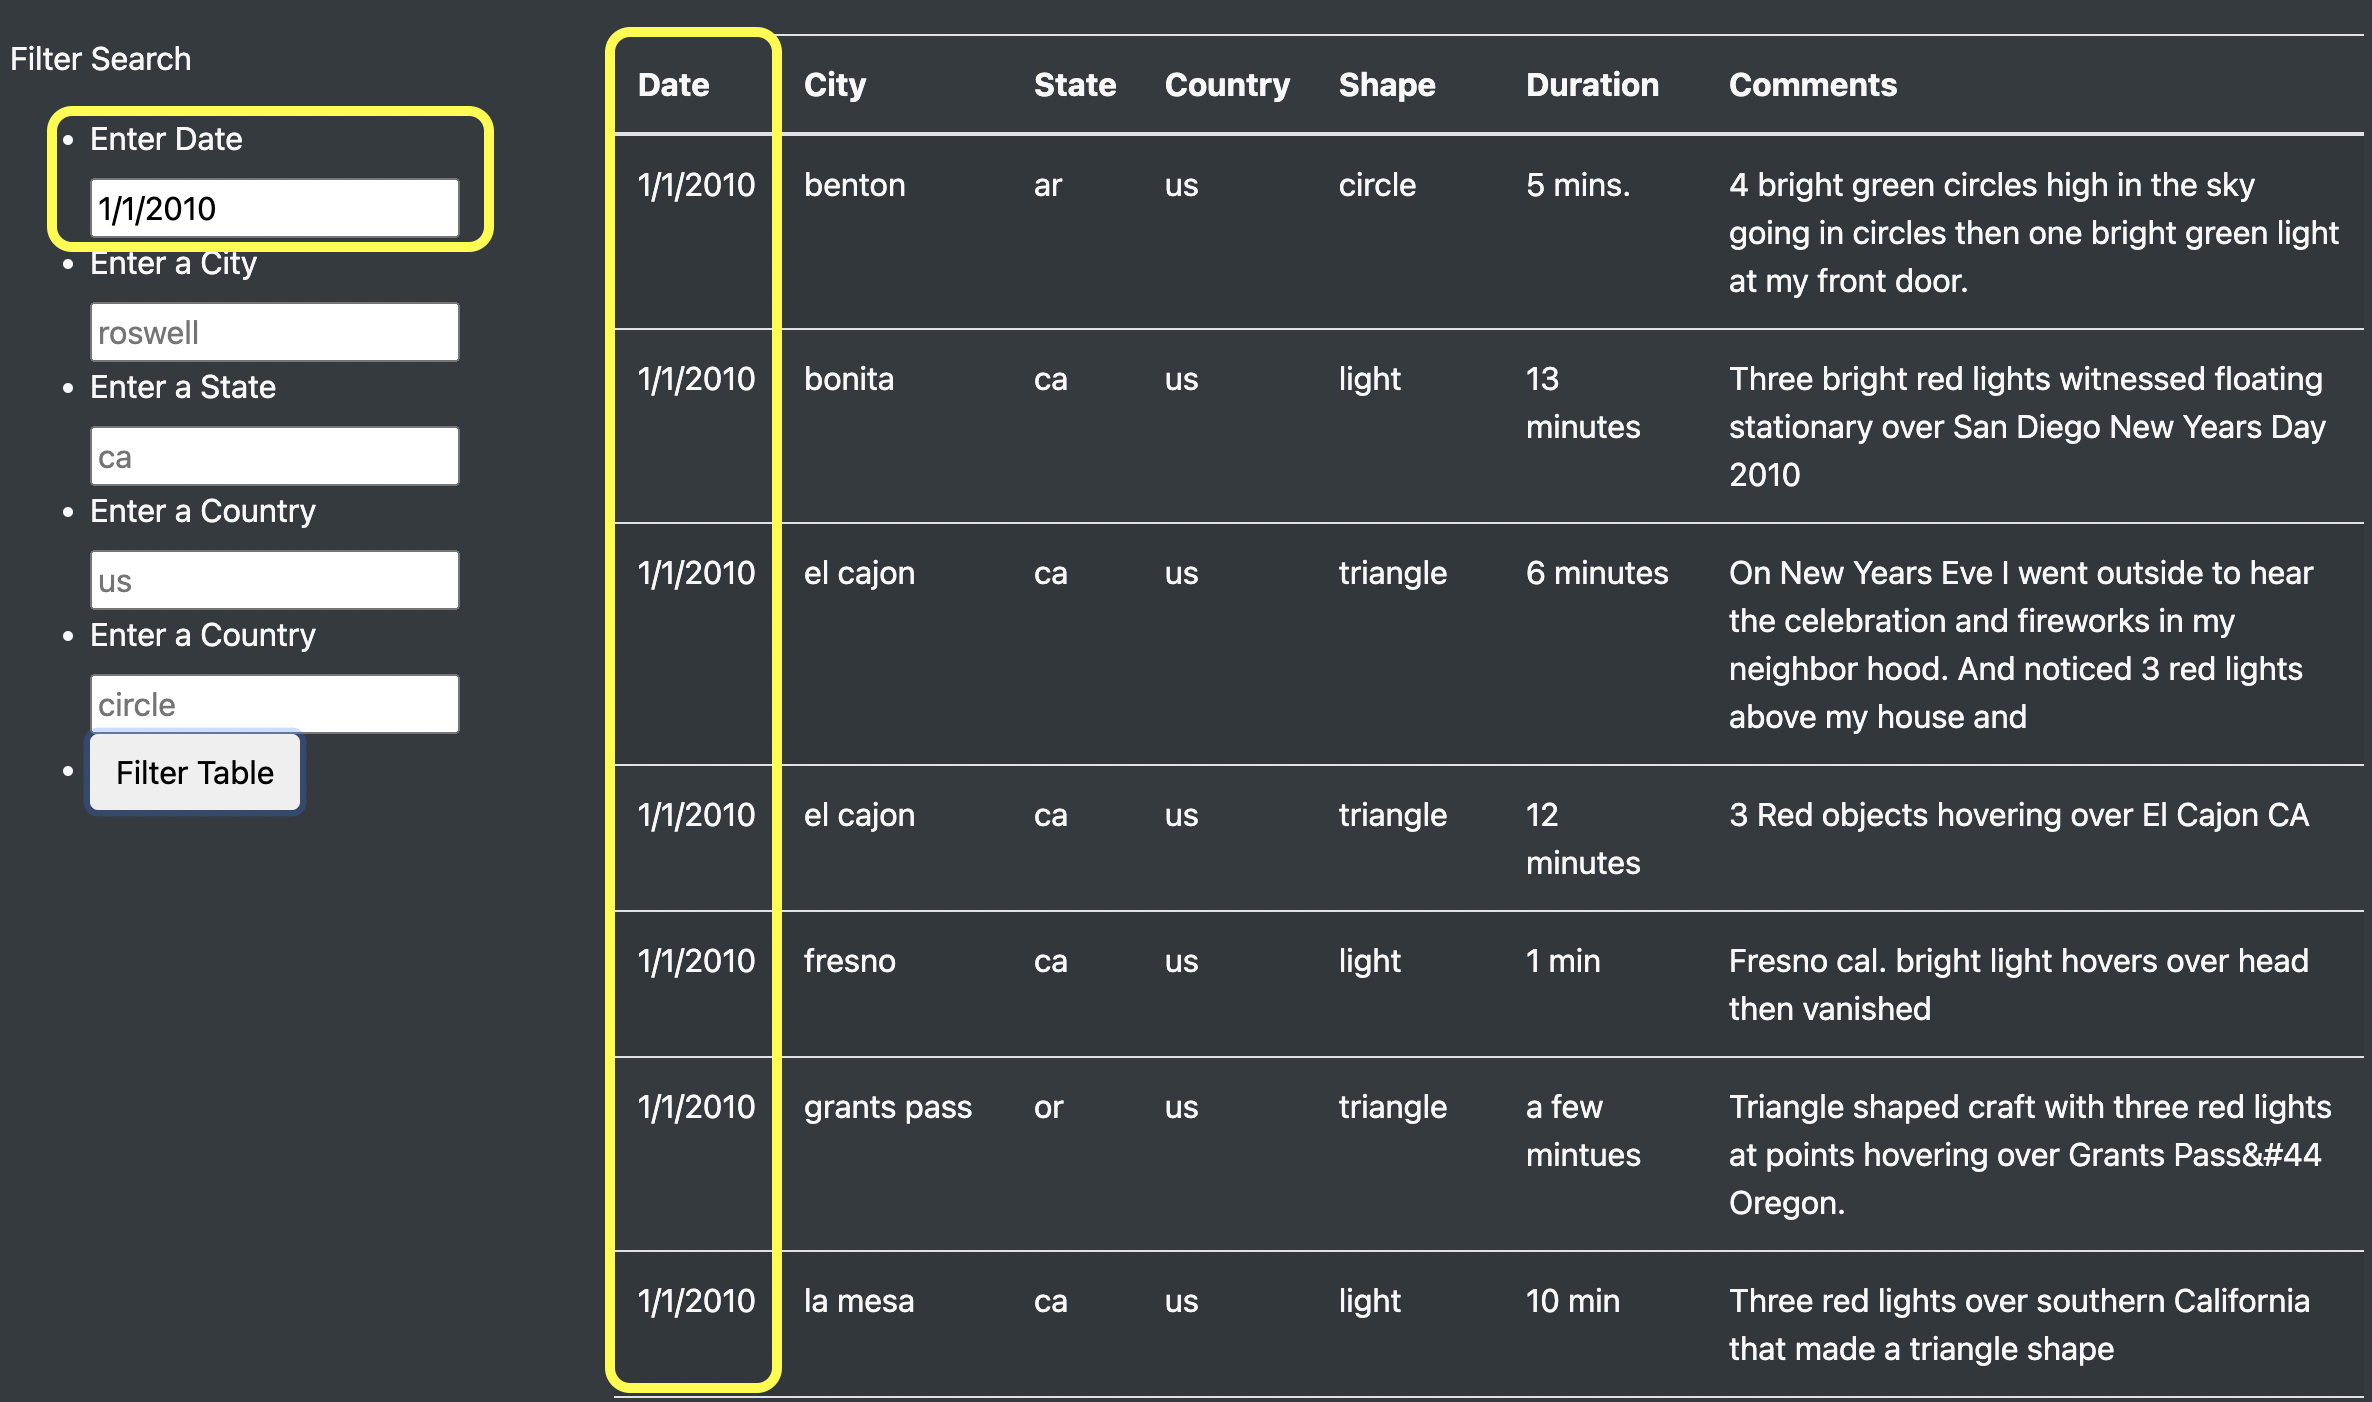 Filter Search
Enter Date
1/1/2010
Enter a City
roswell
Enter a State
ca
Enter a Country
us
Enter a Country
circle
Filter Table
Date City State Country Shape Duration Comments
1/1/2010 benton ar us circle 5 mins. 4 bright green circles high in the sky
going in circles then one bright green light
at my front door.
1/1/2010 bonita ca us light 13 Three bright red lights witnessed floating
minutes stationary over San Diego New Years Day
2010
1/1/2010 el cajon ca us triangle 6 minutes On New Years Eve I went outside to hear
the celebration and fireworks in my
neighbor hood. And noticed 3 red lights
above my house and
1/1/2010 el cajon ca us triangle 12 3 Red objects hovering over El Cajon CA
minutes
1/1/2010 fresno ca us light 1 min Fresno cal. bright light hovers over head
then vanished
1/1/2010 grants pass or us triangle a few Triangle shaped craft with three red lights
mintues at points hovering over Grants Pass&#44
Oregon.
1/1/2010 la mesa ca us light 10 min Three red lights over southern California
that made a triangle shape